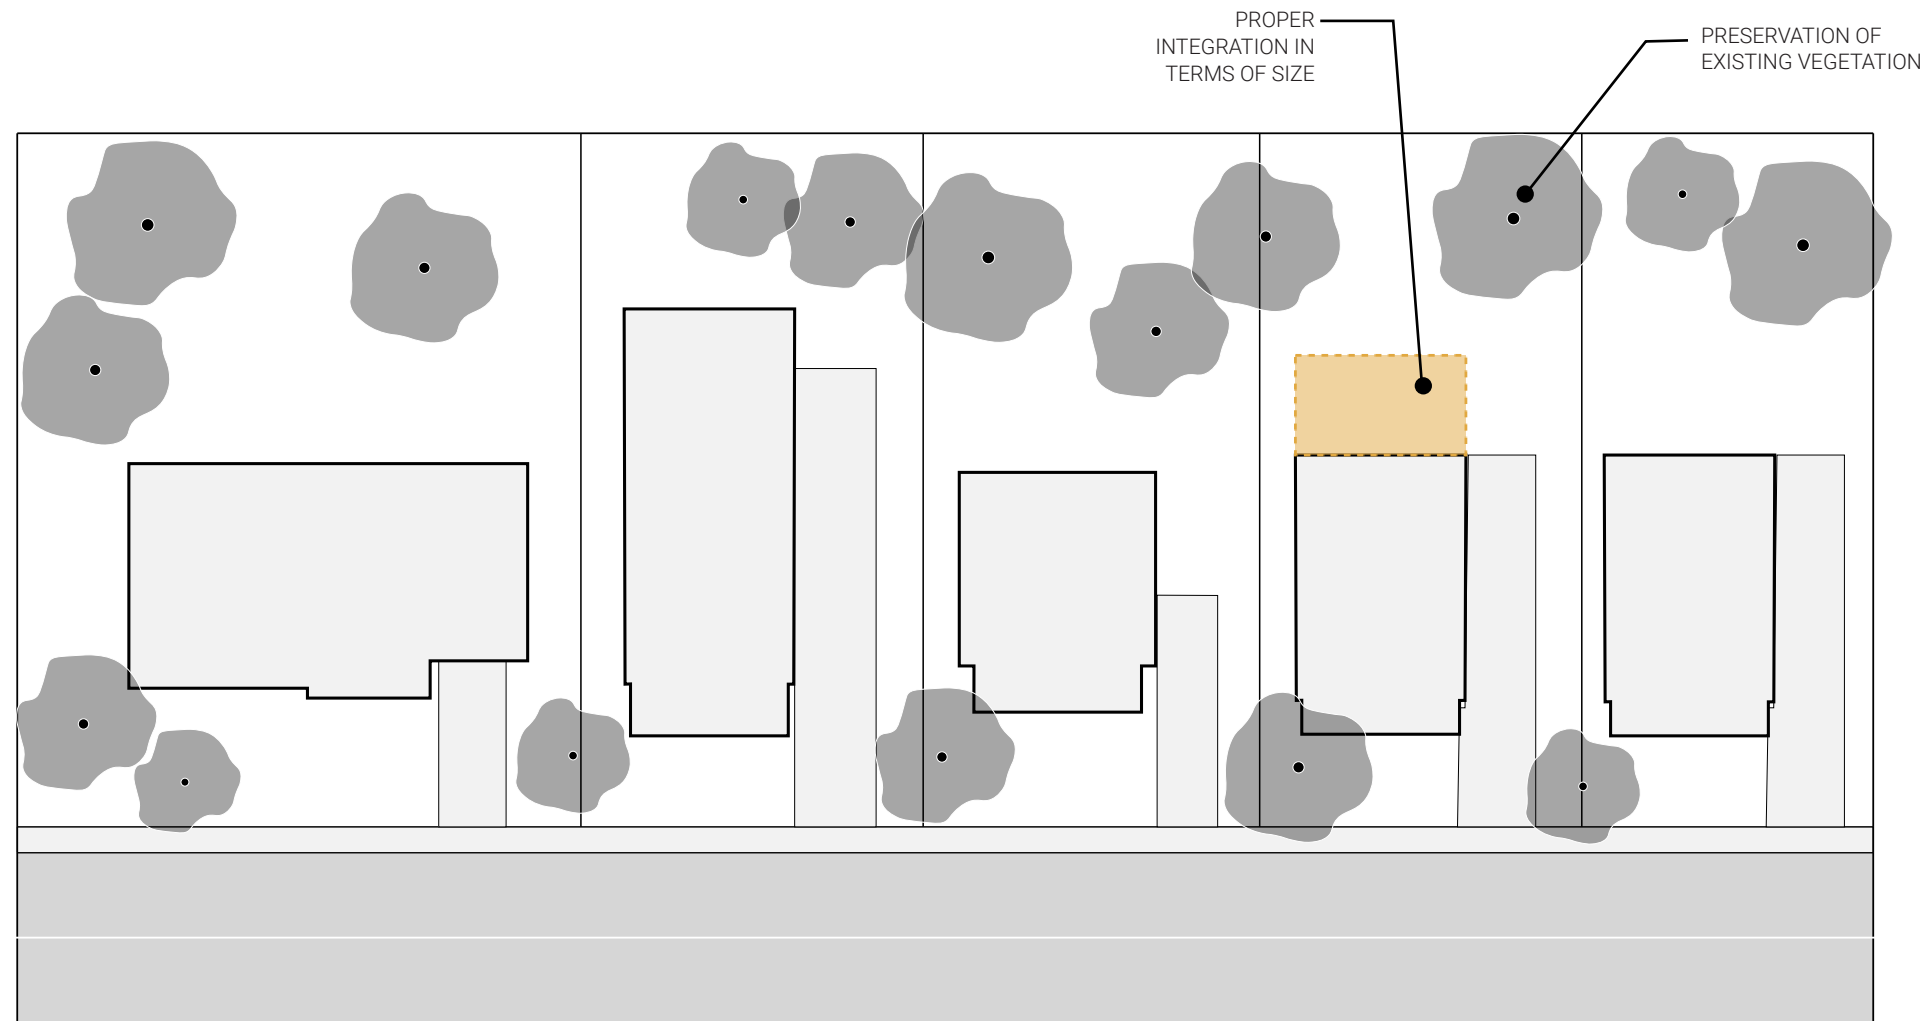 PROPER
INTEGRATION IN
TERMS OF SIZE
PRESERVATION OF
EXISTING VEGETATION